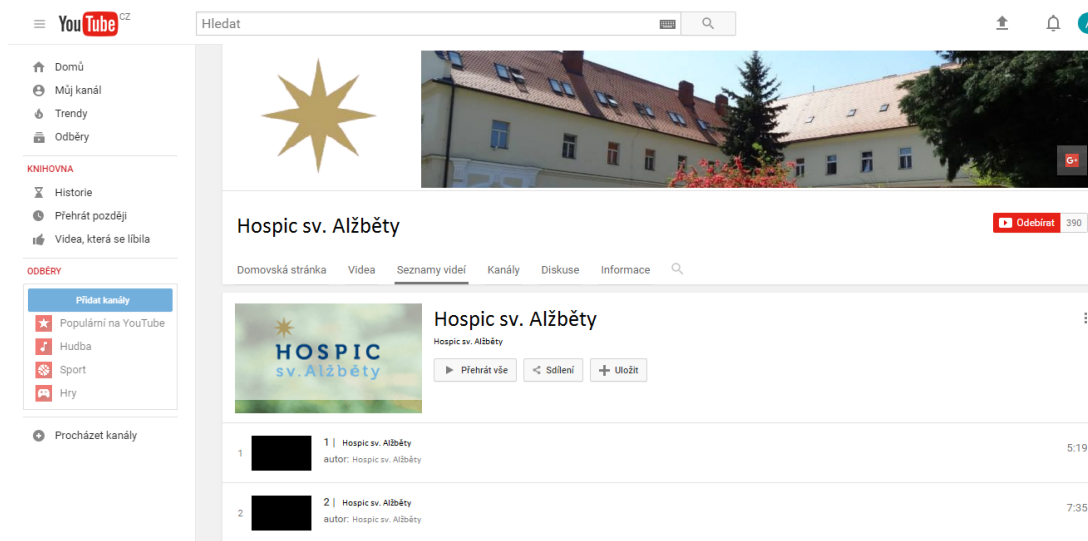 YouTube CZ
Hledat
Domů
Můj kanál
Trendy
Odběry
KNIHOVNA
Historie
Přehrát později
Videa, která se líbila
ODBĚRY
Přidat kanály
Populární na YouTube
Hudba
Sport
Hry
Procházet kanály
G+
Hospic sv. Alžběty
Odebírat 390
Domovská stránka Videa Seznamy videí Kanály Diskuse Informace
HOSPIC
sv. Alžběty
Hospic sv. Alžběty
Hospic sv. Alžběty
Přehrát vše Sdílení Uložit
1 1 | Hospic sv. Alžběty 5:19
autor: Hospic sv. Alžběty
2 2 | Hospic sv. Alžběty 7:35
autor: Hospic sv. Alžběty